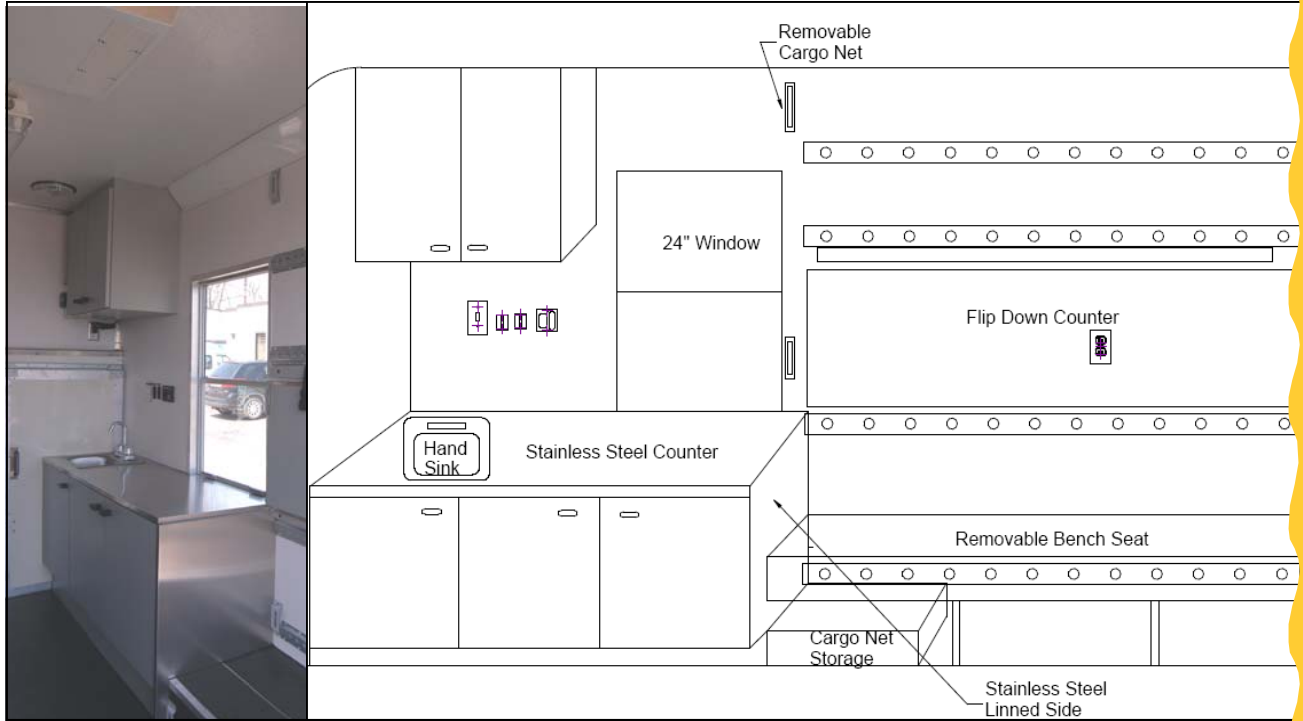 Removable
Cargo Net
24" Window
Flip Down Counter
Hand
Sink
Stainless Steel Counter
Removable Bench Seat
Cargo Net
Storage
Stainless Steel
Linned Side